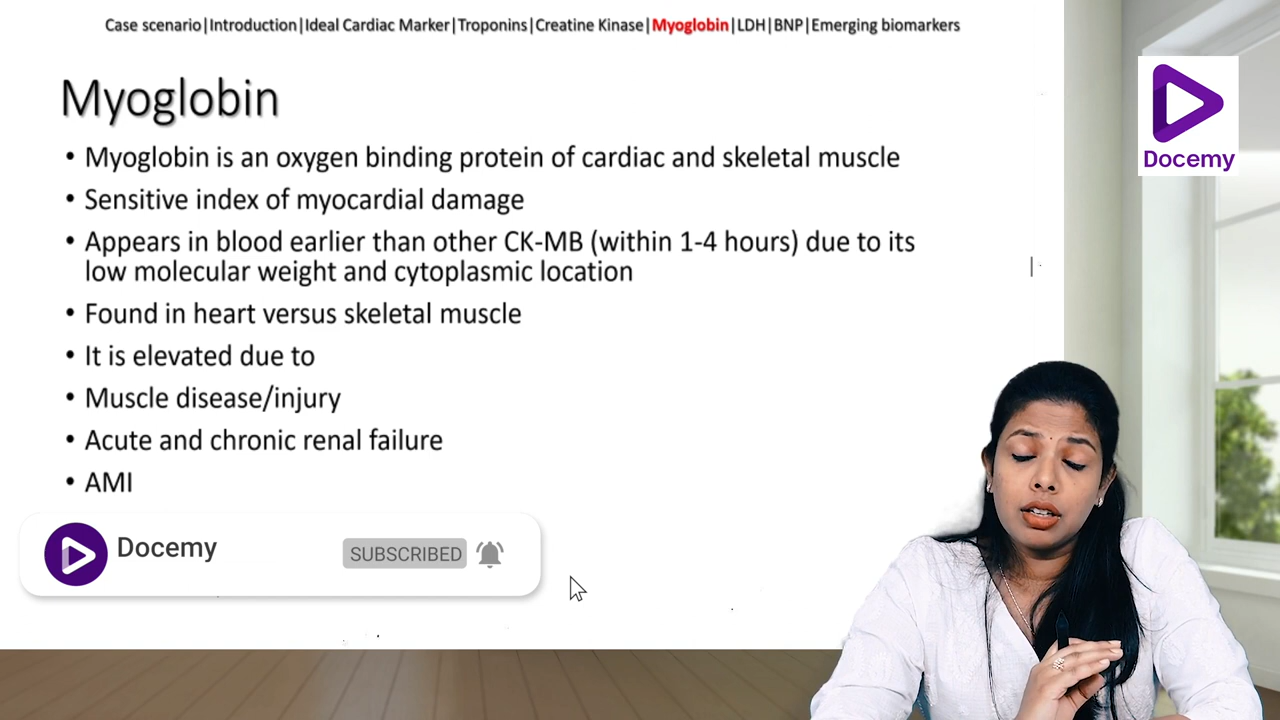 Case scenario|Introduction|Ideal Cardiac Marker|Troponins|Creatine Kinase|Myoglobin|LDH|BNP|Emerging biomarkers
Docemy
Myoglobin
• Myoglobin is an oxygen binding protein of cardiac and skeletal muscle
• Sensitive index of myocardial damage
• Appears in blood earlier than other CK-MB (within 1-4 hours) due to its
low molecular weight and cytoplasmic location
• Found in heart versus skeletal muscle
• It is elevated due to
• Muscle disease/injury
• Acute and chronic renal failure
• AMI
Docemy
SUBSCRIBED